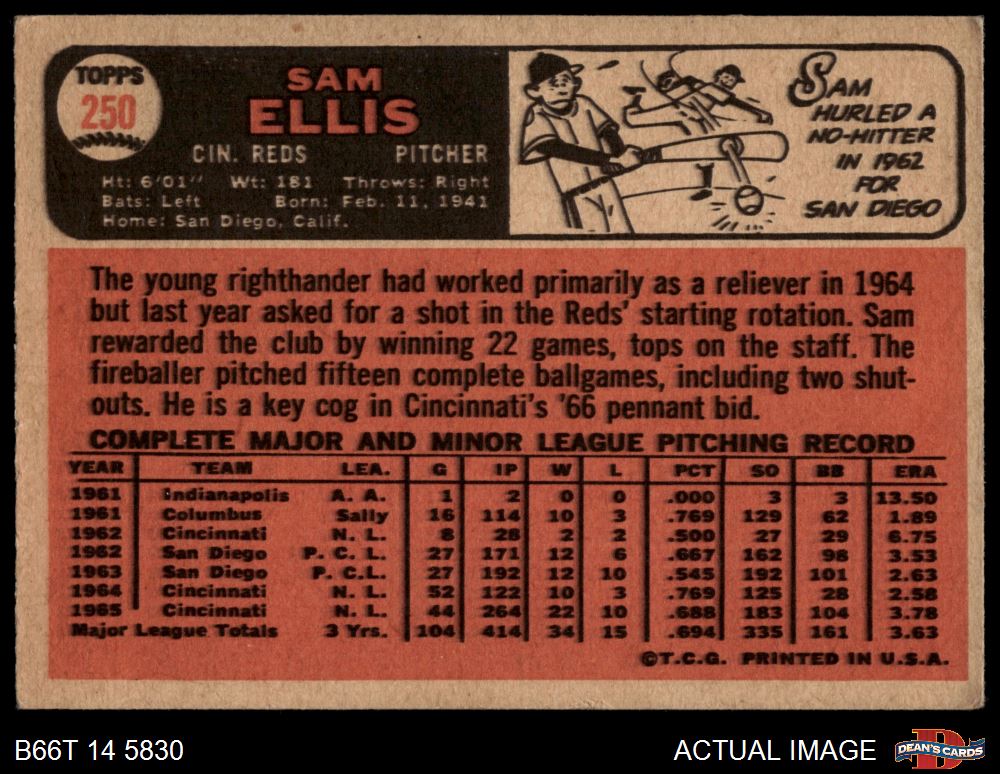 TOPPS
250
SAM
ELLIS
CIN. REDS PITCHER
Ht: 6'01" Wt: 181 Throws: Right
Bats: Left Born: Feb. 11, 1941
Home: San Diego, Calif.
SAM
HURLED A
NO-HITTER
IN 1962
FOR
SAN DIEGO
The young righthander had worked primarily as a reliever in 1964
but last year asked for a shot in the Reds' starting rotation. Sam
rewarded the club by winning 22 games, tops on the staff. The
fireballer pitched fifteen complete ballgames, including two shut-
outs. He is a key cog in Cincinnati's '66 pennant bid.
COMPLETE MAJOR AND MINOR LEAGUE PITCHING RECORD
YEAR TEAM LEA. G IP W L PCT SO BB ERA
1961 Indianapolis A. A. 1 2 0 0 .000 3 3 13.50
1961 Columbus Sally 16 114 10 3 .769 129 62 1.89
1962 Cincinnati N. L. 8 28 2 2 .500 27 29 6.75
1962 San Diego P. C. L. 27 171 12 6 .667 162 98 3.53
1963 San Diego P. C.L. 27 192 12 10 .545 192 101 2.63
1964 Cincinnati N. L. 52 122 10 3 .769 125 28 2.58
1965 Cincinnati N. L. 44 264 22 10 .688 183 104 3.78
Major League Totals 3 Yrs. 104 414 34 15 .694 335 161 3.63
©T.C.G. PRINTED IN U.S.A.
B66T 14 5830 ACTUAL IMAGE
D
DEAN'S CARDS